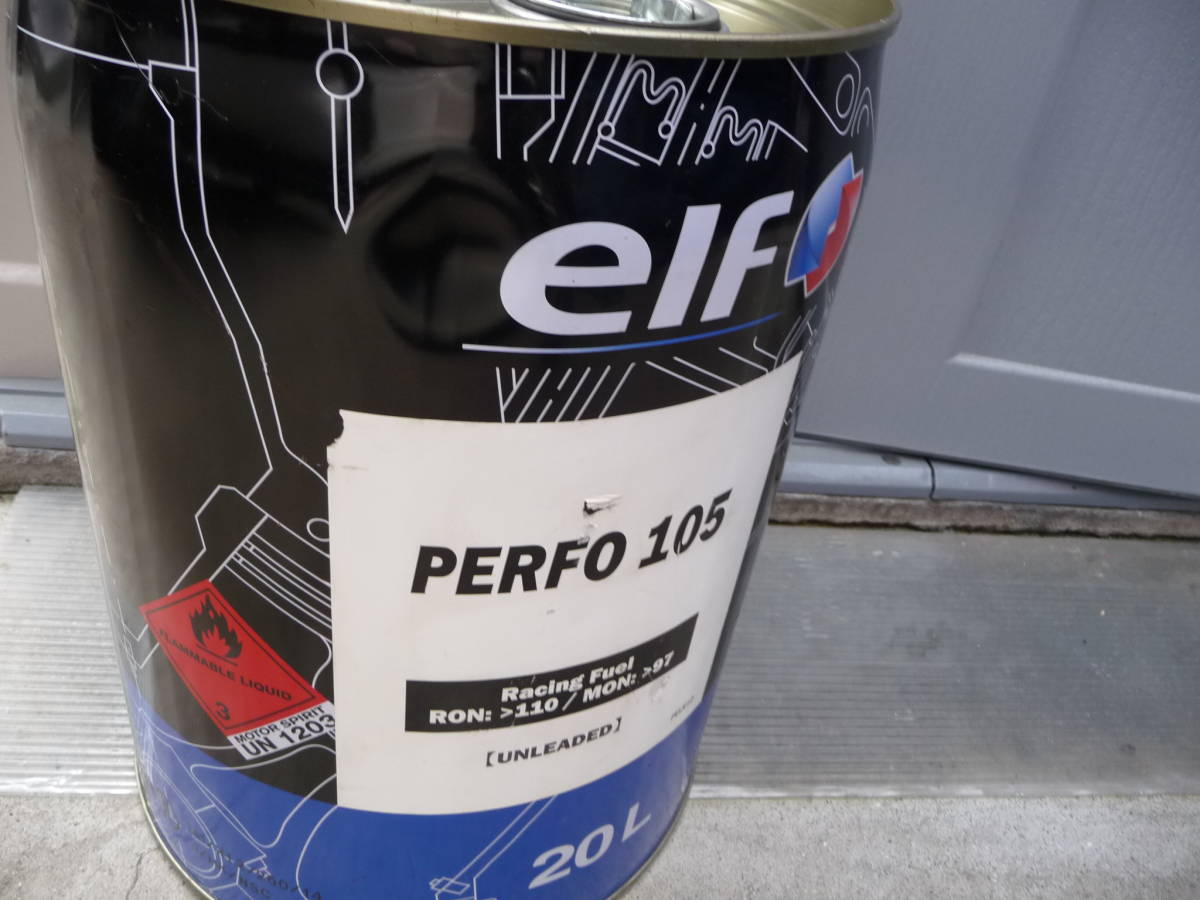 elf
PERFO 105
Racing Fuel
RON: >110 / MON: >97
【UNLEADED】
FLAMMABLE LIQUID
3
MOTOR SPIRIT
UN 1203
20 L